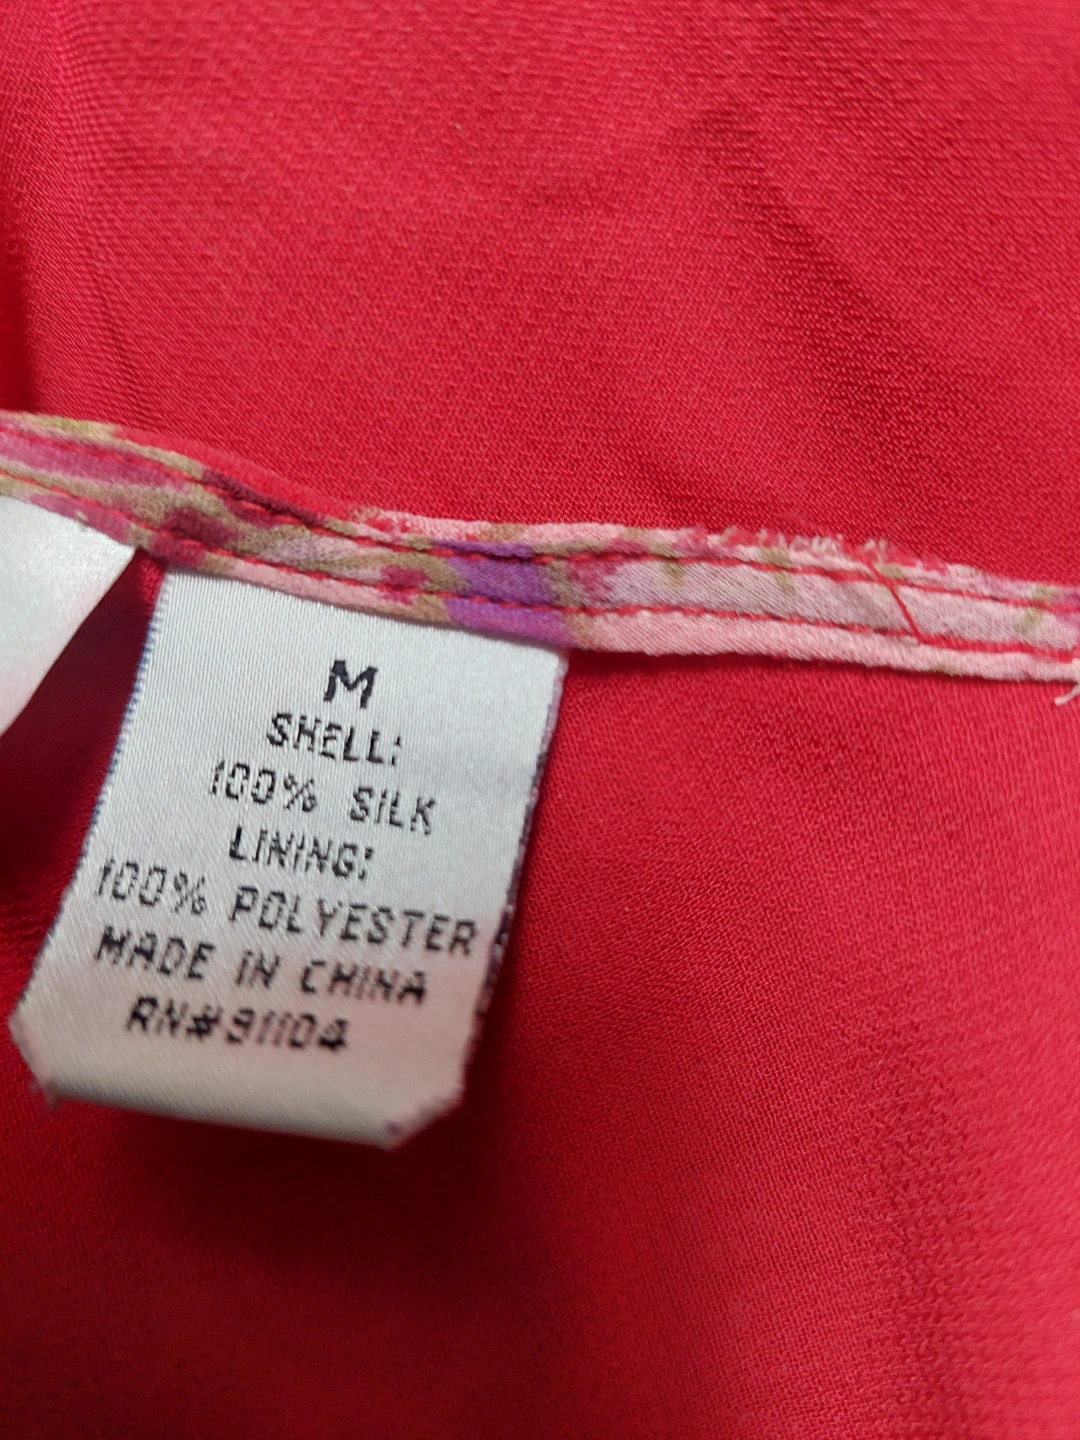 M
SHELL:
100% SILK
LINING:
100% POLYESTER
MADE IN CHINA
RN#91104